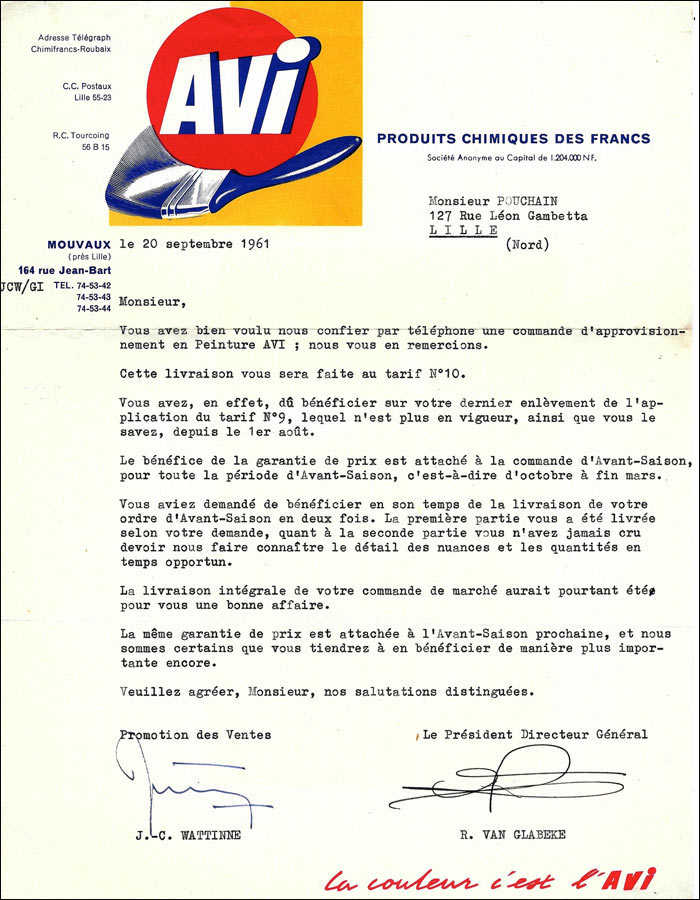 Adresse Télégraph
Chimifrancs-Roubaix
C.C. Postaux
Lille 55-23
R.C. Tourcoing
56 B 15
AVi
PRODUITS CHIMIQUES DES FRANCS
Société Anonyme au Capital de 1.204.000 N F.
Monsieur POUCHAIN
127 Rue Léon Gambetta
LILLE
(Nord)
MOUVAUX le 20 septembre 1961
(près Lille)
164 rue Jean-Bart
JCW/GI TEL. 74-53-42
74-53-43
74-53-44
Monsieur,
Vous avez bien voulu nous confier par téléphone une commande d'approvision-
nement en Peinture AVI ; nous vous en remercions.
Cette livraison vous sera faite au tarif N°10.
Vous avez, en effet, dû bénéficier sur votre dernier enlèvement de l'ap-
plication du tarif N°9, lequel n'est plus en vigueur, ainsi que vous le
savez, depuis le 1er août.
Le bénéfice de la garantie de prix est attaché à la commande d'Avant-Saison,
pour toute la période d'Avant-Saison, c'est-à-dire d'octobre à fin mars.
Vous aviez demandé de bénéficier en son temps de la livraison de votre
ordre d'Avant-Saison en deux fois. La première partie vous a été livrée
selon votre demande, quant à la seconde partie vous n'avez jamais cru
devoir nous faire connaître le détail des nuances et les quantités en
temps opportun.
La livraison intégrale de votre commande de marché aurait pourtant été
pour vous une bonne affaire.
La même garantie de prix est attachée à l'Avant-Saison prochaine, et nous
sommes certains que vous tiendrez à en bénéficier de manière plus impor-
tante encore.
Veuillez agréer, Monsieur, nos salutations distinguées.
Promotion des Ventes
Le Président Directeur Général
J.-C. WATTINNE
R. VAN GLABEKE
La couleur c'est l'AVi